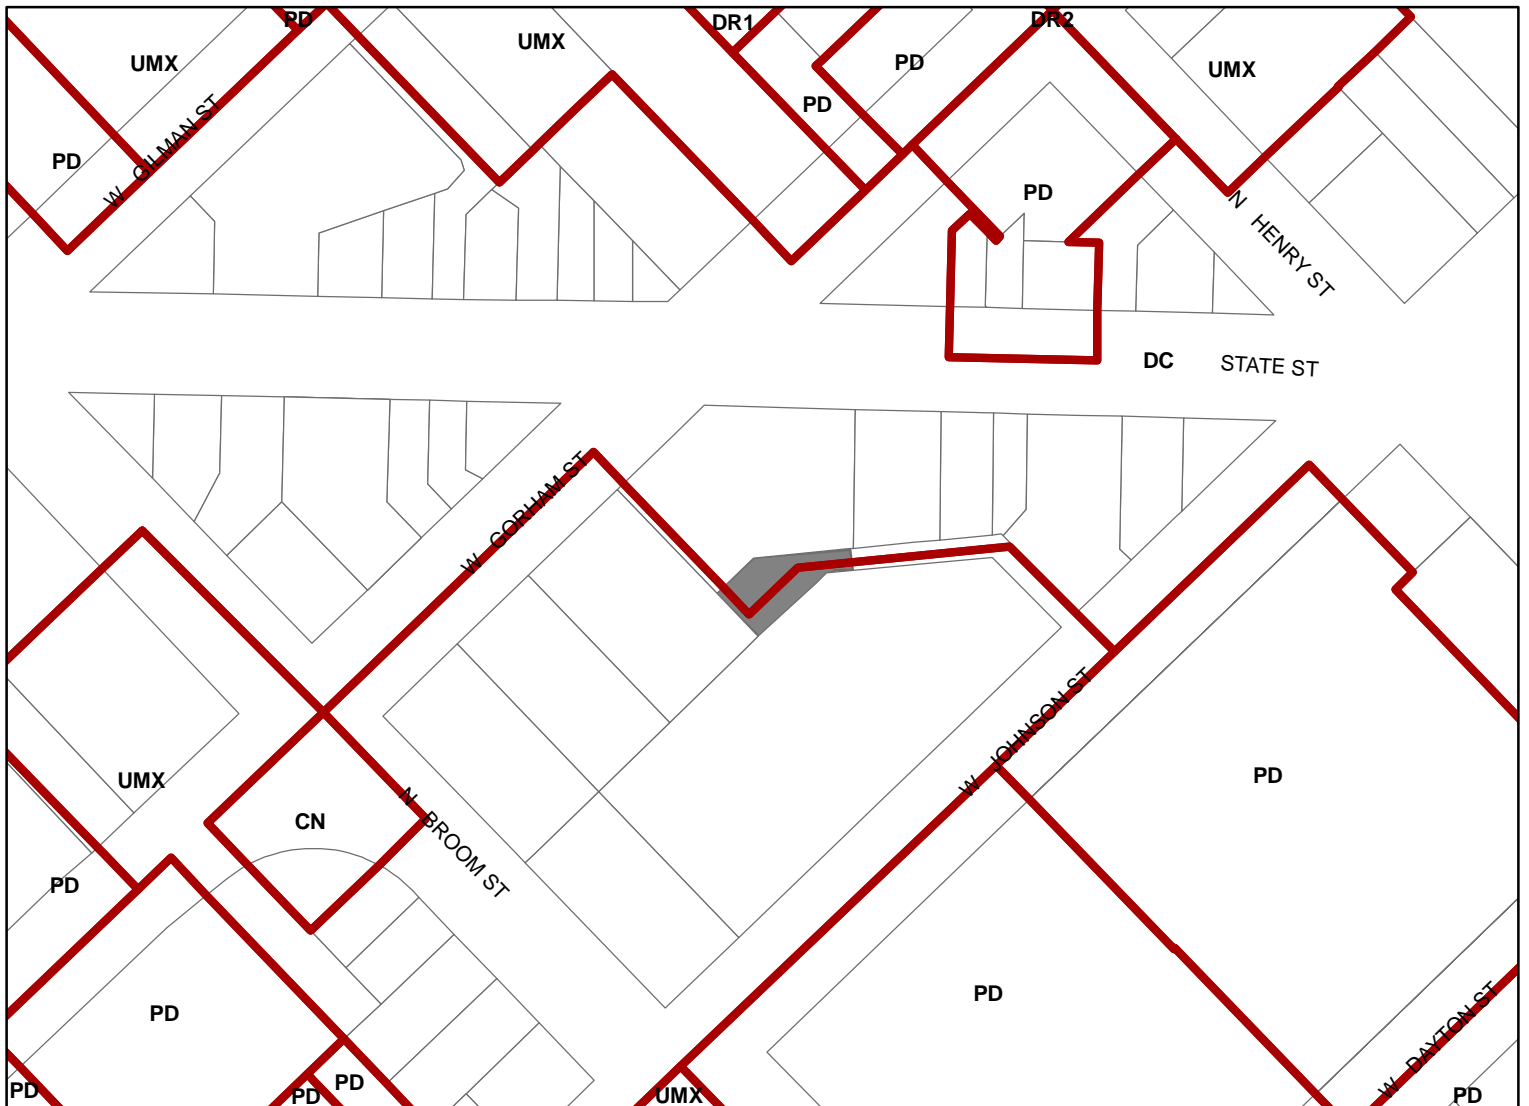 PD
DR1
DR2
UMX
UMX
PD
UMX
PD
W GILMAN ST
PD
PD
N HENRY ST
DC
STATE ST
W GORHAM ST
W JOHNSON ST
PD
UMX
CN
N BROOM ST
PD
PD
PD
W DAYTON ST
PD
PD
PD
UMX
PD